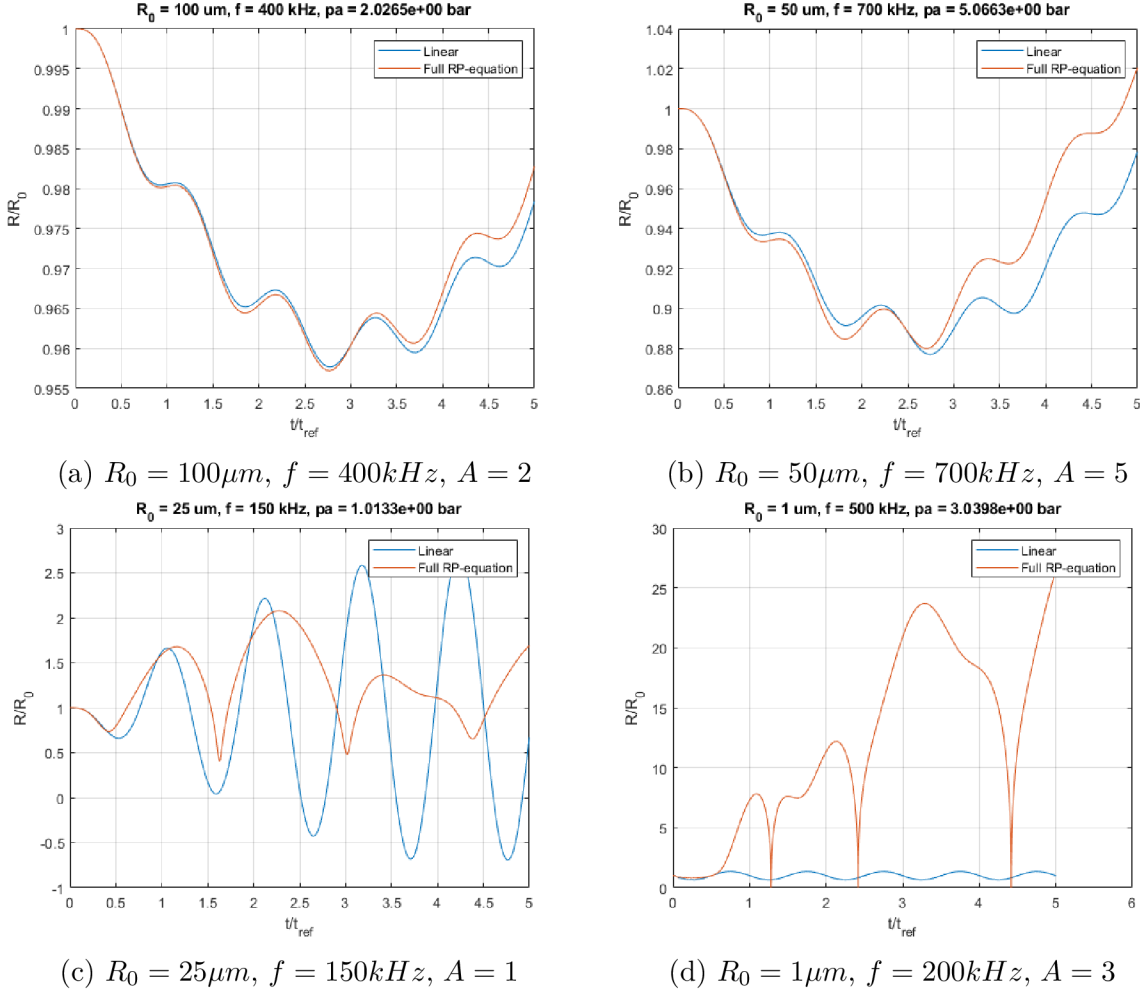 R0 = 100 um, f = 400 kHz, pa = 2.0265e+00 bar
1
0.995
0.99
0.985
0.98
0.975
0.97
0.965
0.96
0.955
R/R0
Linear
Full RP-equation
0 0.5 1 1.5 2 2.5 3 3.5 4 4.5 5
t/tref
(a) R0 = 100μm, f = 400kHz, A = 2
R0 = 50 um, f = 700 kHz, pa = 5.0663e+00 bar
1.04
1.02
1
0.98
0.96
0.94
0.92
0.9
0.88
0.86
R/R0
Linear
Full RP-equation
0 0.5 1 1.5 2 2.5 3 3.5 4 4.5 5
t/tref
(b) R0 = 50μm, f = 700kHz, A = 5
R0 = 25 um, f = 150 kHz, pa = 1.0133e+00 bar
3
2.5
2
1.5
1
0.5
0
-0.5
-1
R/R0
Linear
Full RP-equation
0 0.5 1 1.5 2 2.5 3 3.5 4 4.5 5
t/tref
(c) R0 = 25μm, f = 150kHz, A = 1
R0 = 1 um, f = 500 kHz, pa = 3.0398e+00 bar
30
25
20
15
10
5
0
R/R0
Linear
Full RP-equation
0 1 2 3 4 5 6
t/tref
(d) R0 = 1μm, f = 200kHz, A = 3